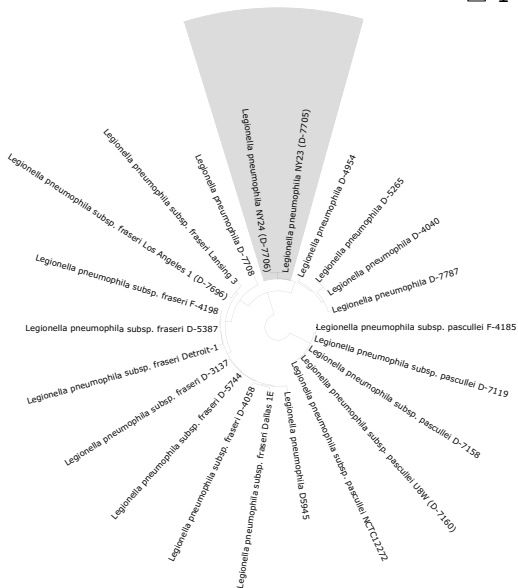 Legionella pneumophila NY24 (D-7706)
Legionella pneumophila NY23 (D-7705)
Legionella pneumophila D-4954
Legionella pneumophila D-5265
Legionella pneumophila D-4040
Legionella pneumophila D-7787
Legionella pneumophila subsp. pascullei F-4185
Legionella pneumophila subsp. pascullei D-7119
Legionella pneumophila subsp. pascullei D-7158
Legionella pneumophila subsp. pascullei U8W (D-7160)
Legionella pneumophila subsp. pascullei NCTC12272
Legionella pneumophila D5945
Legionella pneumophila subsp. fraseri Dallas 1E
Legionella pneumophila subsp. fraseri D-4058
Legionella pneumophila subsp. fraseri D-5744
Legionella pneumophila subsp. fraseri D-3137
Legionella pneumophila subsp. fraseri Detroit-1
Legionella pneumophila subsp. fraseri D-5387
Legionella pneumophila subsp. fraseri F-4198
Legionella pneumophila subsp. fraseri Los Angeles 1 (D-7696)
Legionella pneumophila subsp. fraseri Lansing 3
Legionella pneumophila D-7708